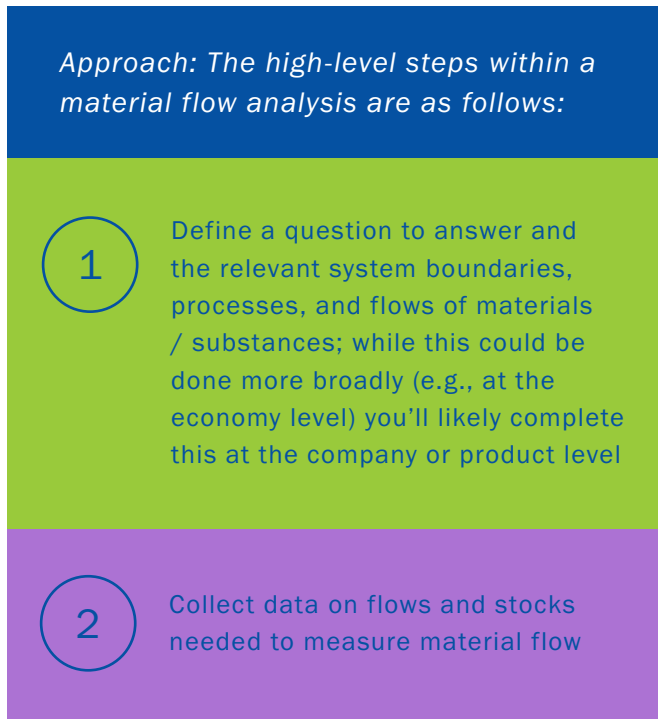 Approach: The high-level steps within a
material flow analysis are as follows:
1
Define a question to answer and
the relevant system boundaries,
processes, and flows of materials
/ substances; while this could be
done more broadly (e.g., at the
economy level) you’ll likely complete
this at the company or product level
2
Collect data on flows and stocks
needed to measure material flow